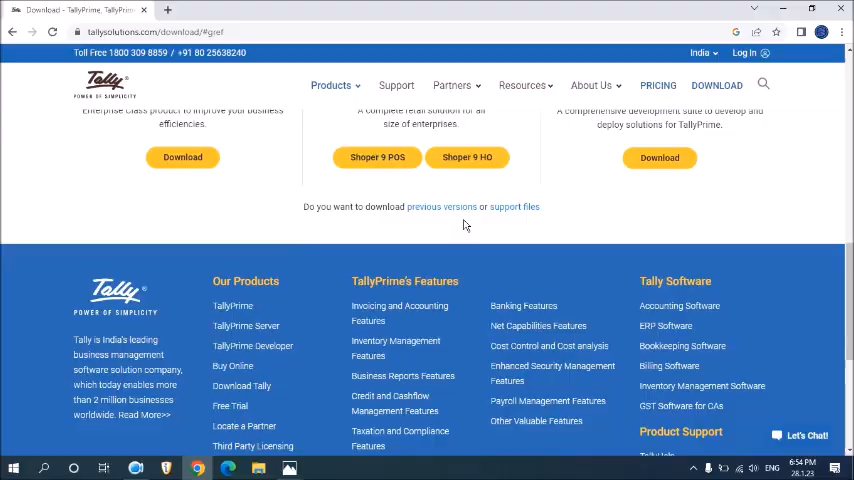 Download – TallyPrime, TallyPrim
tallysolutions.com/download/#gref
Toll Free 1800 309 8859 / +91 80 25638240
India
Log In
Tally
POWER OF SIMPLICITY
Products
Support
Partners
Resources
About Us
PRICING
DOWNLOAD
Enterprise class product to improve your business
efficiencies.
Download
A complete retail solution for all
size of enterprises.
Shoper 9 POS
Shoper 9 HO
A comprehensive development suite to develop and
deploy solutions for TallyPrime.
Download
Do you want to download previous versions or support files
Tally
POWER OF SIMPLICITY
Tally is India's leading
business management
software solution company,
which today enables more
than 2 million businesses
worldwide. Read More>>
Our Products
TallyPrime
TallyPrime Server
TallyPrime Developer
Buy Online
Download Tally
Free Trial
Locate a Partner
Third Party Licensing
TallyPrime's Features
Invoicing and Accounting
Features
Inventory Management
Features
Business Reports Features
Credit and Cashflow
Management Features
Taxation and Compliance
Features
Banking Features
Net Capabilities Features
Cost Control and Cost analysis
Enhanced Security Management
Features
Payroll Management Features
Other Valuable Features
Tally Software
Accounting Software
ERP Software
Bookkeeping Software
Billing Software
Inventory Management Software
GST Software for CAs
Product Support
TallyHelp
Let's Chat!
ENG
6:54 PM
28.1.23